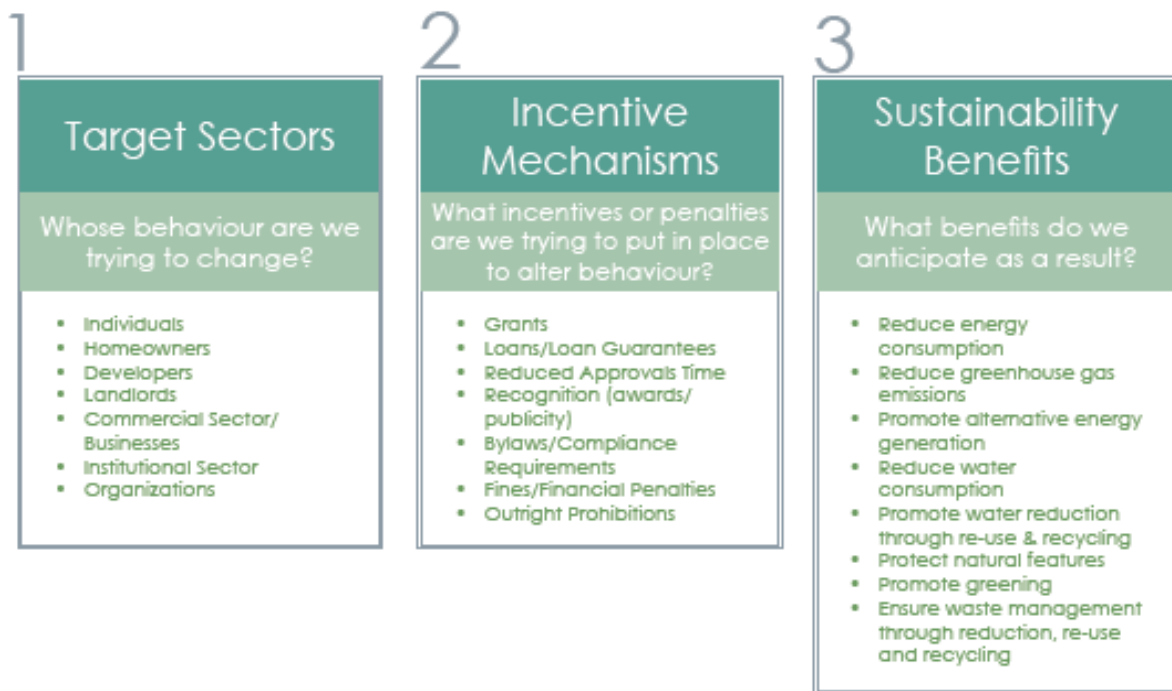 1
Target Sectors
Whose behaviour are we
trying to change?
• Individuals
• Homeowners
• Developers
• Landlords
• Commercial Sector/
Businesses
• Institutional Sector
• Organizations
2
Incentive
Mechanisms
What incentives or penalties
are we trying to put in place
to alter behaviour?
• Grants
• Loans/Loan Guarantees
• Reduced Approvals Time
• Recognition (awards/
publicity)
• Bylaws/Compliance
Requirements
• Fines/Financial Penalties
• Outright Prohibitions
3
Sustainability
Benefits
What benefits do we
anticipate as a result?
• Reduce energy
consumption
• Reduce greenhouse gas
emissions
• Promote alternative energy
generation
• Reduce water
consumption
• Promote water reduction
through re-use & recycling
• Protect natural features
• Promote greening
• Ensure waste management
through reduction, re-use
and recycling